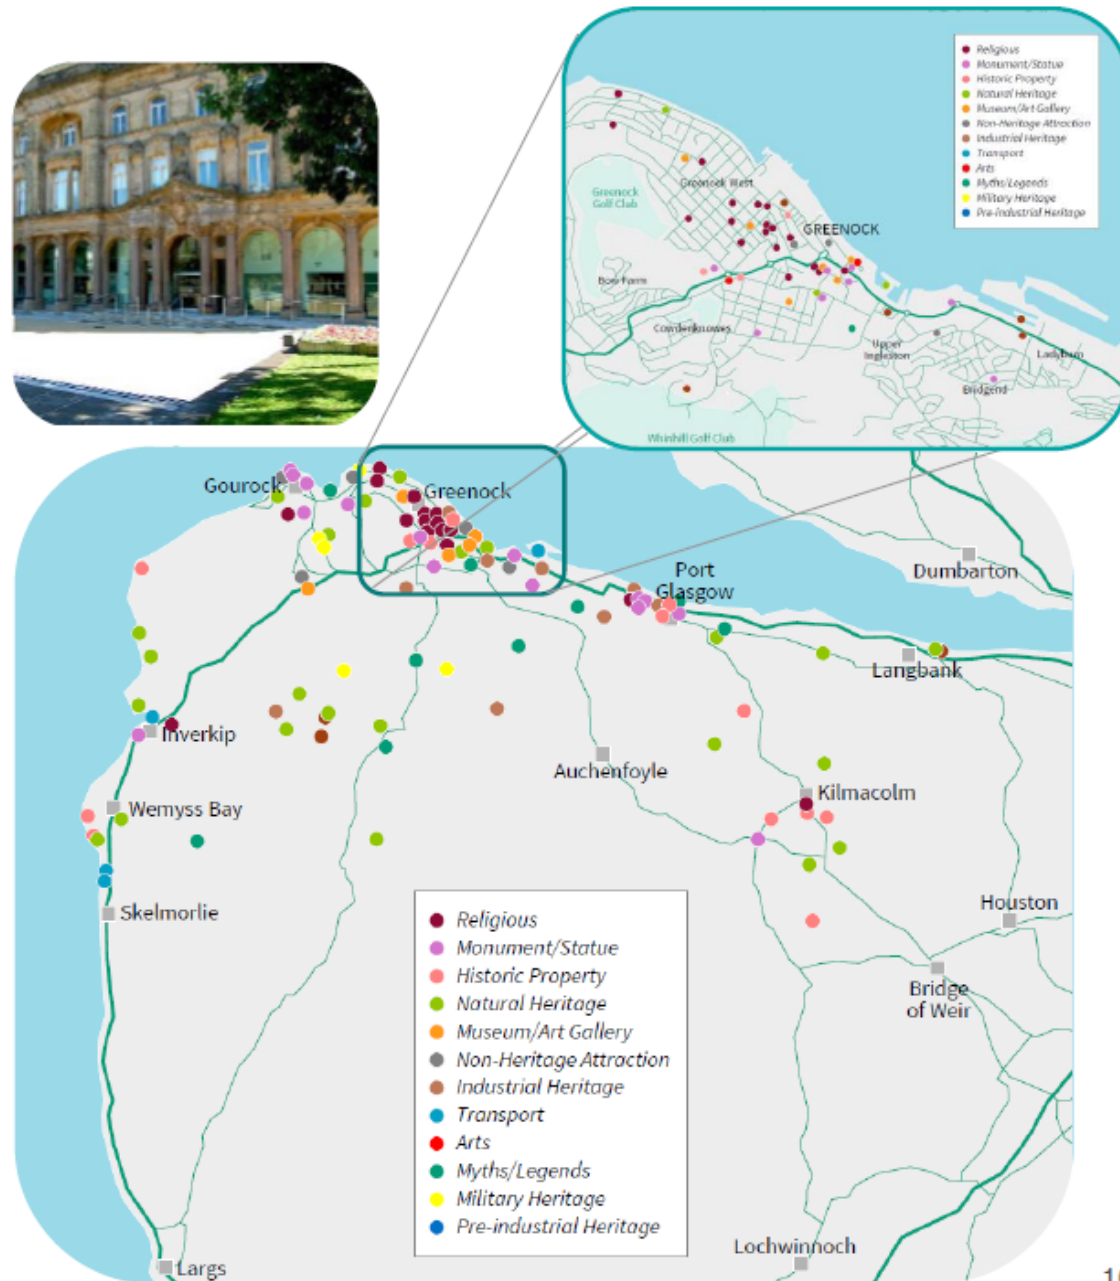 Religious
Monument/Statue
Historic Property
Natural Heritage
Museum/Art Gallery
Non-Heritage Attraction
Industrial Heritage
Transport
Arts
Myths/Legends
Military Heritage
Pre-industrial Heritage
Greenock West
Greenock
Golf Club
GREENOCK
Bow Farm
Cowdenknowes
Upper
Ingleston
Ladyburn
Bridgend
Whinhill Golf Club
Gourock
Greenock
Dumbarton
Port
Glasgow
Langbank
Inverkip
Auchenfoyle
Wemyss Bay
Kilmacolm
Skelmorlie
Houston
Bridge
of Weir
Religious
Monument/Statue
Historic Property
Natural Heritage
Museum/Art Gallery
Non-Heritage Attraction
Industrial Heritage
Transport
Arts
Myths/Legends
Military Heritage
Pre-industrial Heritage
Lochwinnoch
Largs